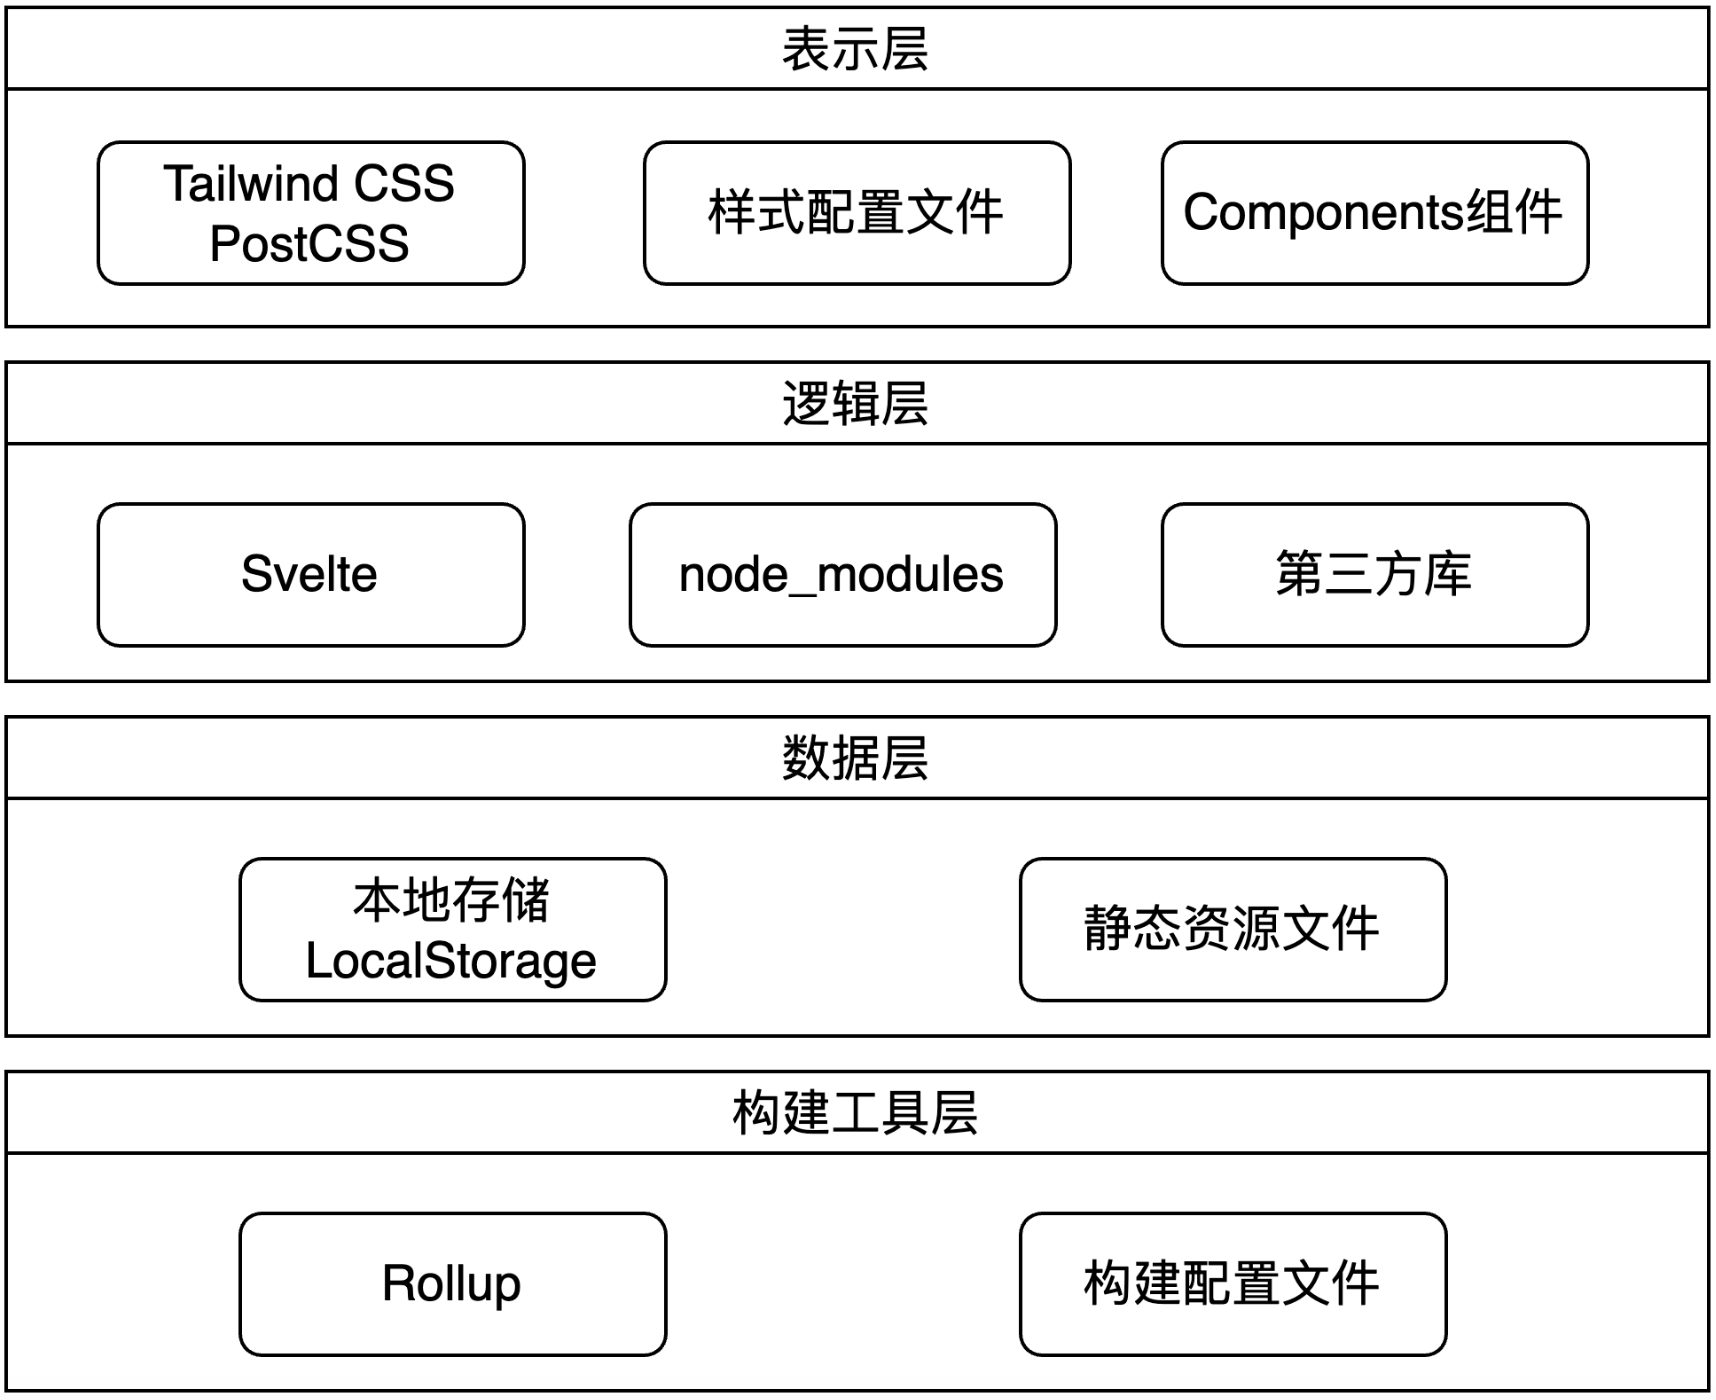 表示层
Tailwind CSS
PostCSS
样式配置文件
Components组件
逻辑层
Svelte
node_modules
第三方库
数据层
本地存储
LocalStorage
静态资源文件
构建工具层
Rollup
构建配置文件